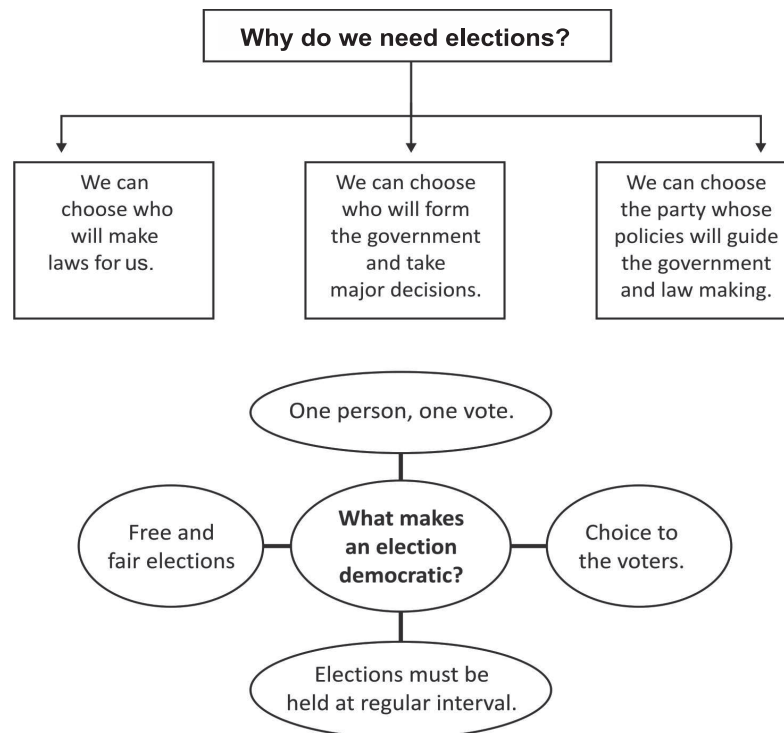 Why do we need elections?
We can
choose who
will make
laws for us.
We can choose
who will form
the government
and take
major decisions.
We can choose
the party whose
policies will guide
the government
and law making.
One person, one vote.
Free and
fair elections
What makes
an election
democratic?
Choice to
the voters.
Elections must be
held at regular interval.